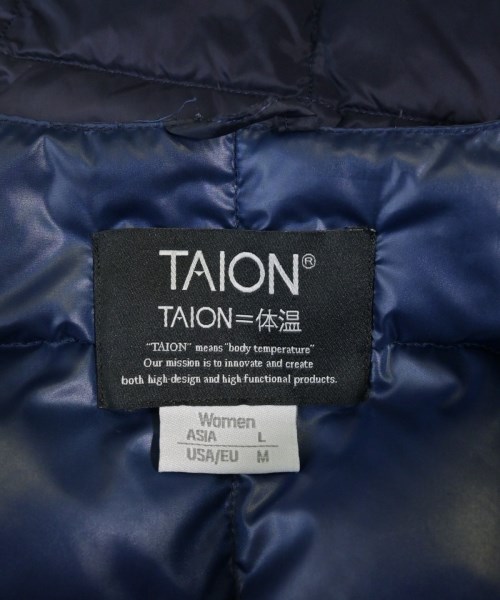 TAION®
TAION=体温
"TAION" means "body temperature"
Our mission is to innovate and create
both high-design and high functional products.
Women
ASIA L
USA/EU M